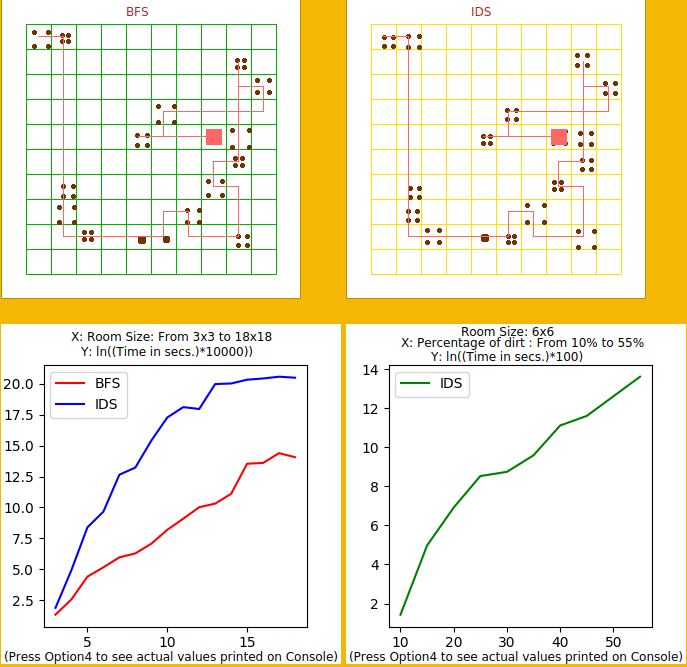 BFS
IDS
X: Room Size: From 3x3 to 18x18
Y: ln((Time in secs.)*10000))
BFS
IDS
20.0
17.5
15.0
12.5
10.0
7.5
5.0
2.5
5 10 15
(Press Option4 to see actual values printed on Console)
Room Size: 6x6
X: Percentage of dirt : From 10% to 55%
Y: ln((Time in secs.)*100)
IDS
14
12
10
8
6
4
2
10 20 30 40 50
(Press Option4 to see actual values printed on Console)